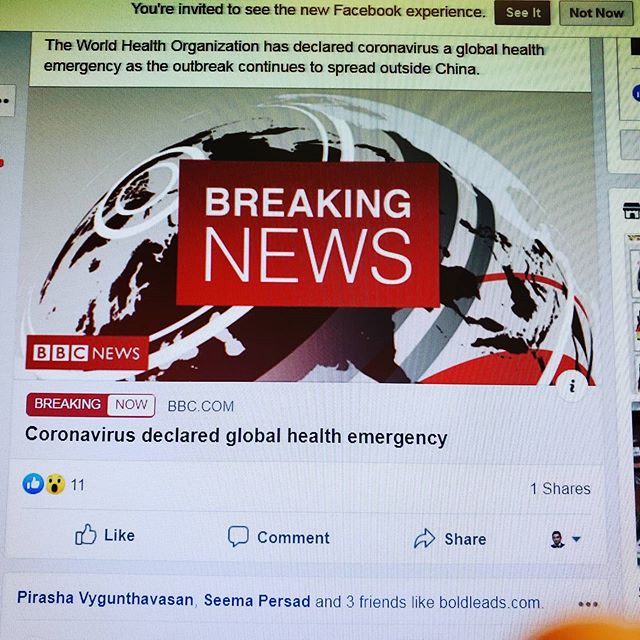 You're invited to see the new Facebook experience. See It Not Now
The World Health Organization has declared coronavirus a global health
emergency as the outbreak continues to spread outside China.
BREAKING
NEWS
BBC NEWS
i
BREAKING NOW BBC.COM
Coronavirus declared global health emergency
11 1 Shares
Like Comment Share
Pirasha Vygunthavasan, Seema Persad and 3 friends like boldleads.com.